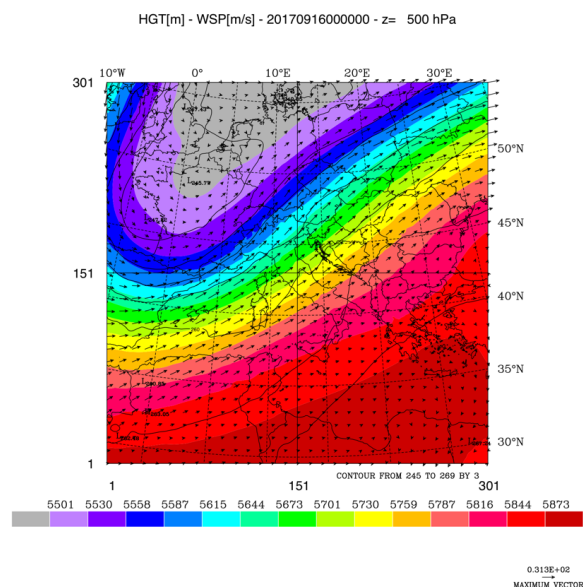 HGT[m] - WSP[m/s] - 20170916000000 - z= 500 hPa
10°W 0° 10°E 20°E 30°E
301
50°N
45°N
151
40°N
35°N
30°N
1
CONTOUR FROM 245 TO 269 BY 3
1 151 301
5501 5530 5558 5587 5615 5644 5673 5701 5730 5759 5787 5816 5844 5873
0.313E+02
MAXIMUM VECTOR